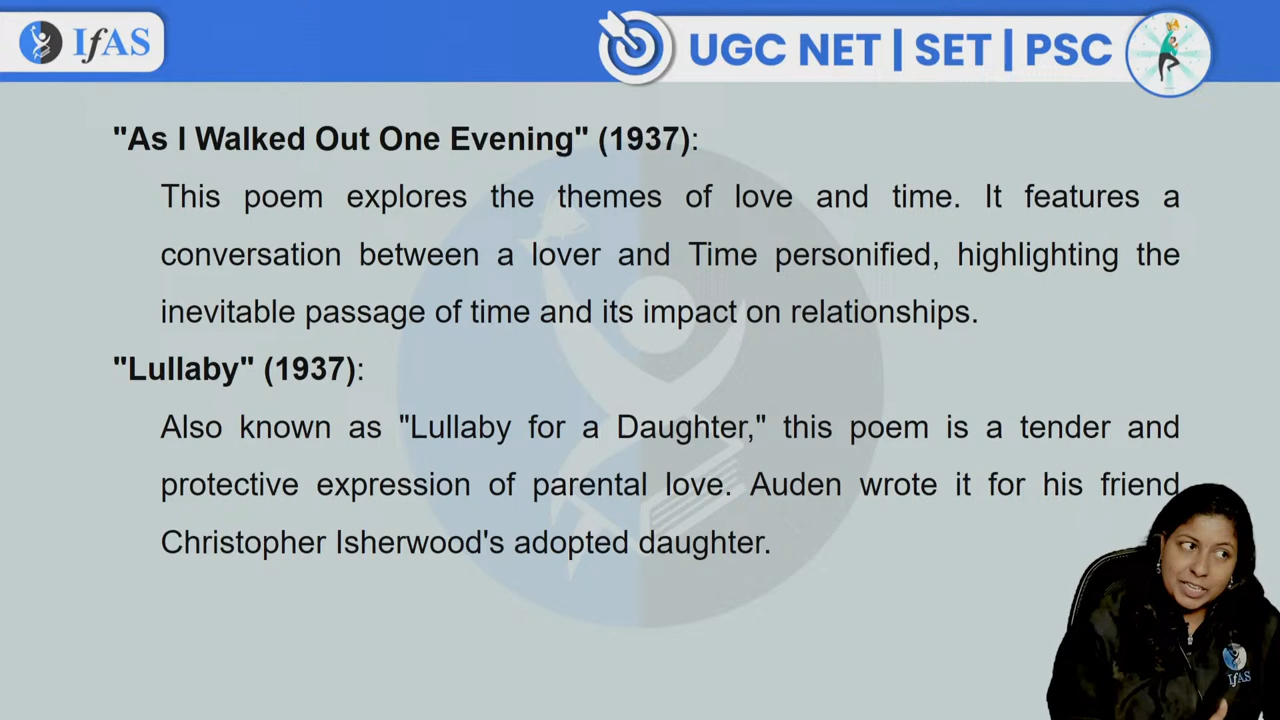 IfAS
UGC NET | SET | PSC
"As I Walked Out One Evening" (1937):
This poem explores the themes of love and time. It features a
conversation between a lover and Time personified, highlighting the
inevitable passage of time and its impact on relationships.
"Lullaby" (1937):
Also known as "Lullaby for a Daughter," this poem is a tender and
protective expression of parental love. Auden wrote it for his friend
Christopher Isherwood's adopted daughter.
IfAS